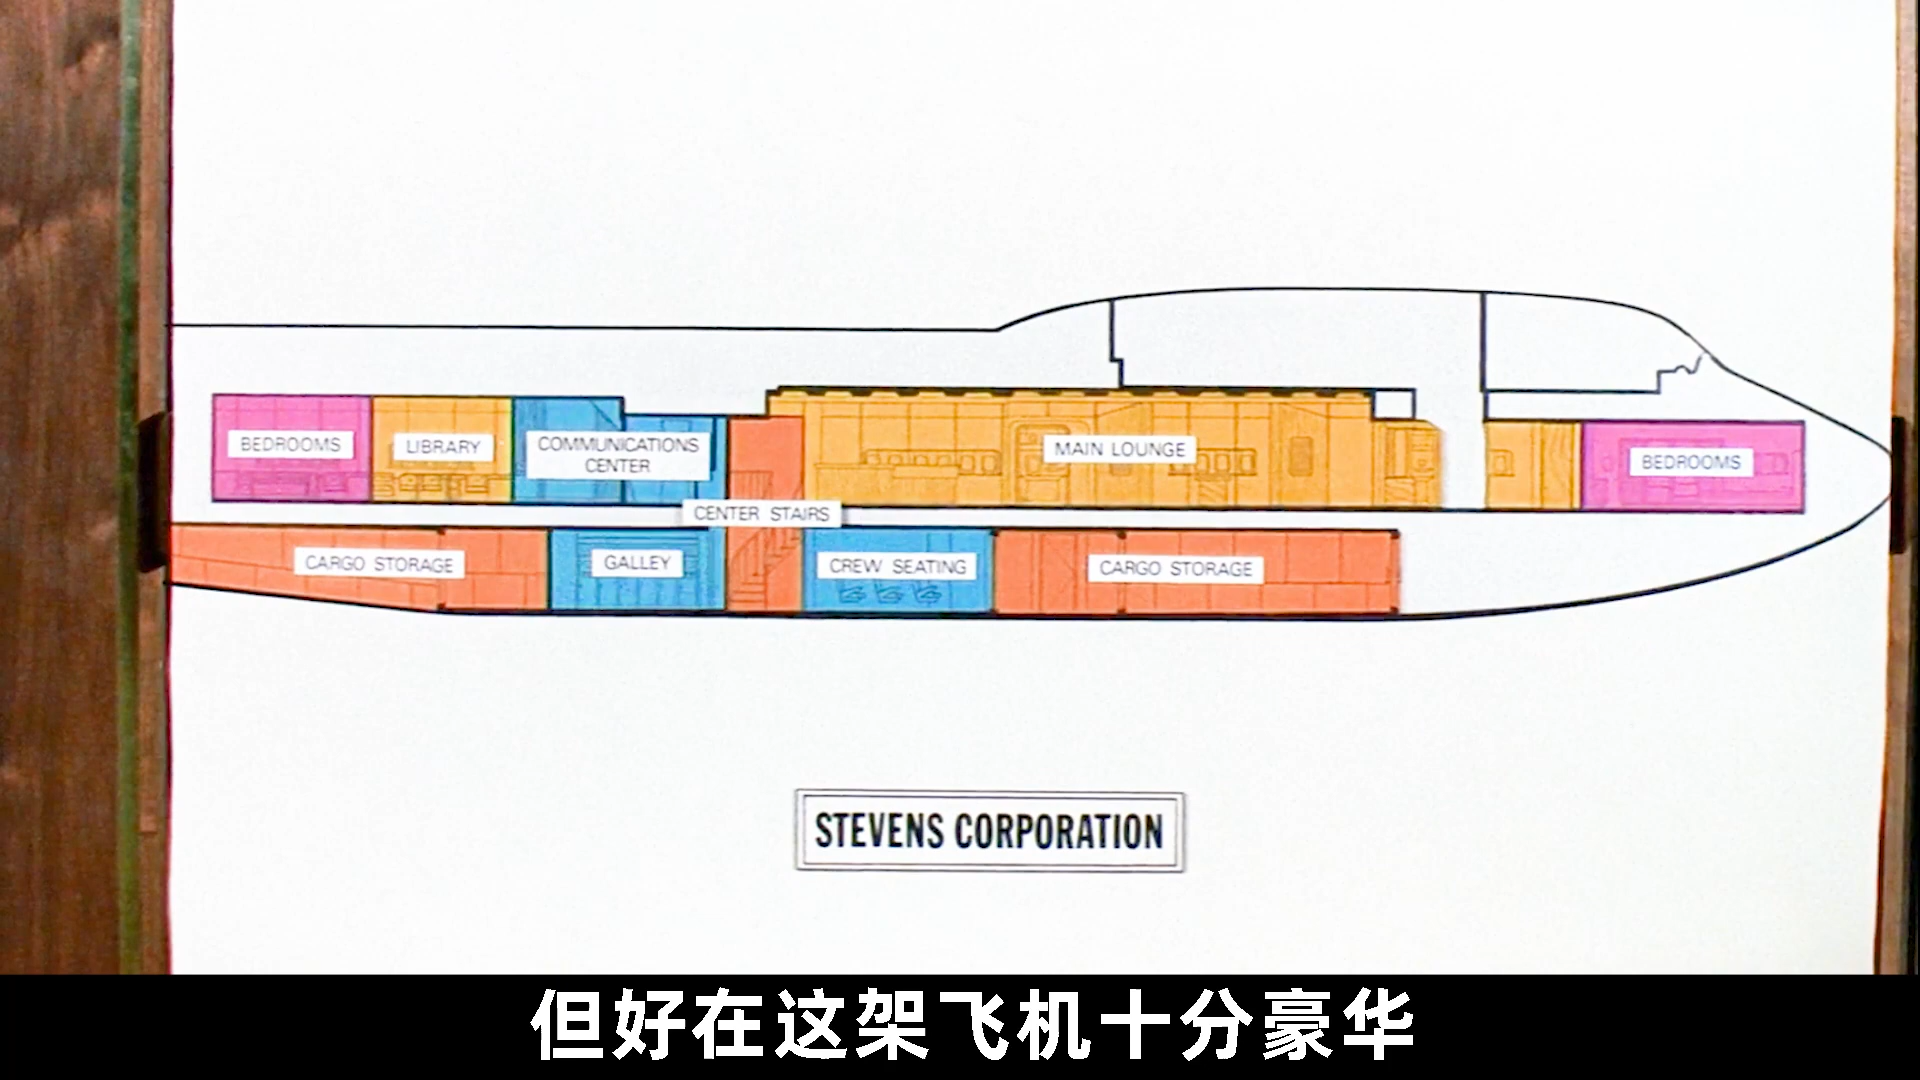 BEDROOMS
LIBRARY
COMMUNICATIONS
CENTER
MAIN LOUNGE
BEDROOMS
CENTER STAIRS
CARGO STORAGE
GALLEY
CREW SEATING
CARGO STORAGE
STEVENS CORPORATION
但好在这架飞机十分豪华